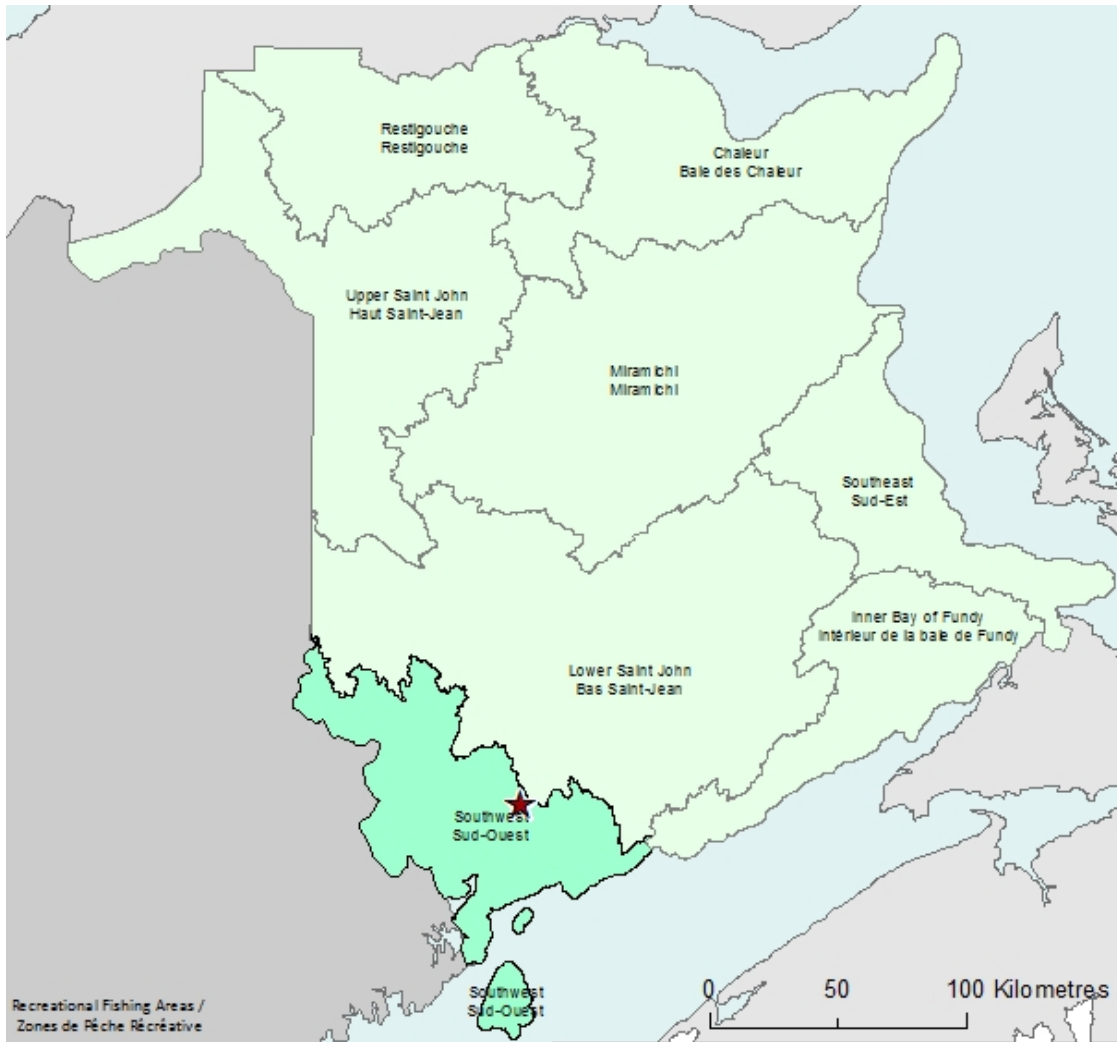 Restigouche
Restigouche
Chaleur
Baie des Chaleur
Upper Saint John
Haut Saint-Jean
Miramichi
Miramichi
Southeast
Sud-Est
Inner Bay of Fundy
Intérieur de la baie de Fundy
Lower Saint John
Bas Saint-Jean
Southwest
Sud-Ouest
Southwest
Sud-Ouest
0 50 100 Kilometres
Recreational Fishing Areas /
Zones de Pêche Récréative